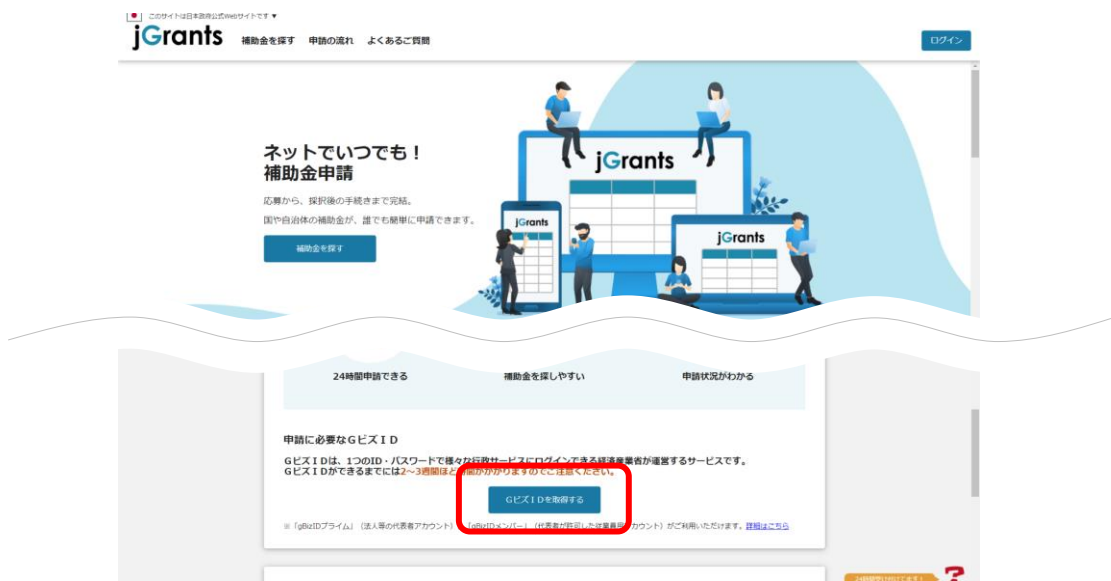 このサイトは日本政府公式Webサイトです ▼
jGrants 補助金を探す 申請の流れ よくあるご質問
ログイン
ネットでいつでも！
補助金申請
応募から、採択後の手続きまで完結。
国や自治体の補助金が、誰でも簡単に申請できます。
補助金を探す
jGrants
jGrants
jGrants
24時間申請できる 補助金を探しやすい 申請状況がわかる
申請に必要なGビズID
GビズIDは、1つのID・パスワードで様々な行政サービスにログインできる経済産業省が運営するサービスです。
GビズIDができるまでには2～3週間ほど時間がかかりますのでご注意ください。
GビズIDを取得する
※「gBizIDプライム」（法人等の代表者アカウント）「gBizIDメンバー」（代表者が許可した従業員用アカウント）がご利用いただけます。詳細はこちら
24時間受け付けてます！
?